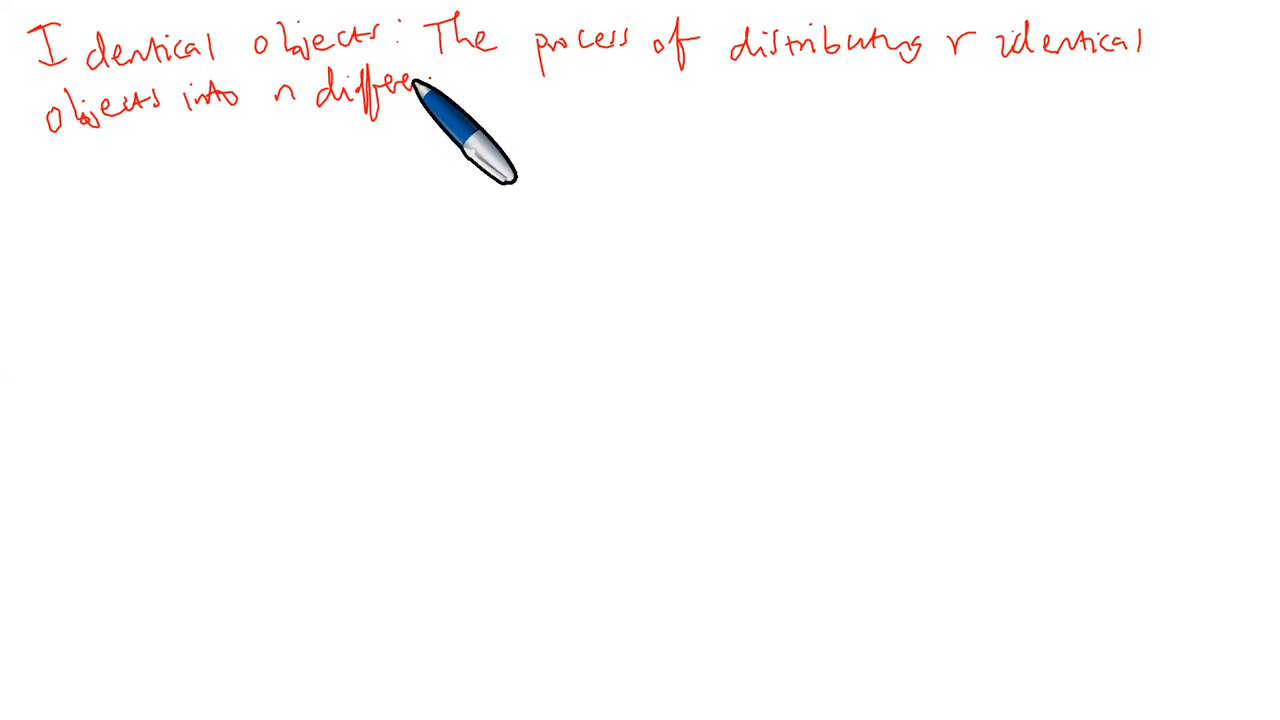 Identical objects: The process of distributing r identical
objects into n differe